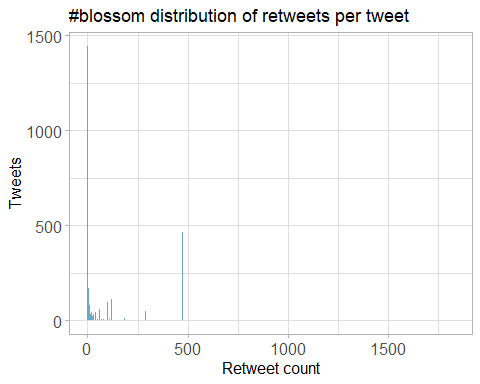 #blossom distribution of retweets per tweet
1500
1000
500
0
Tweets
0 500 1000 1500
Retweet count